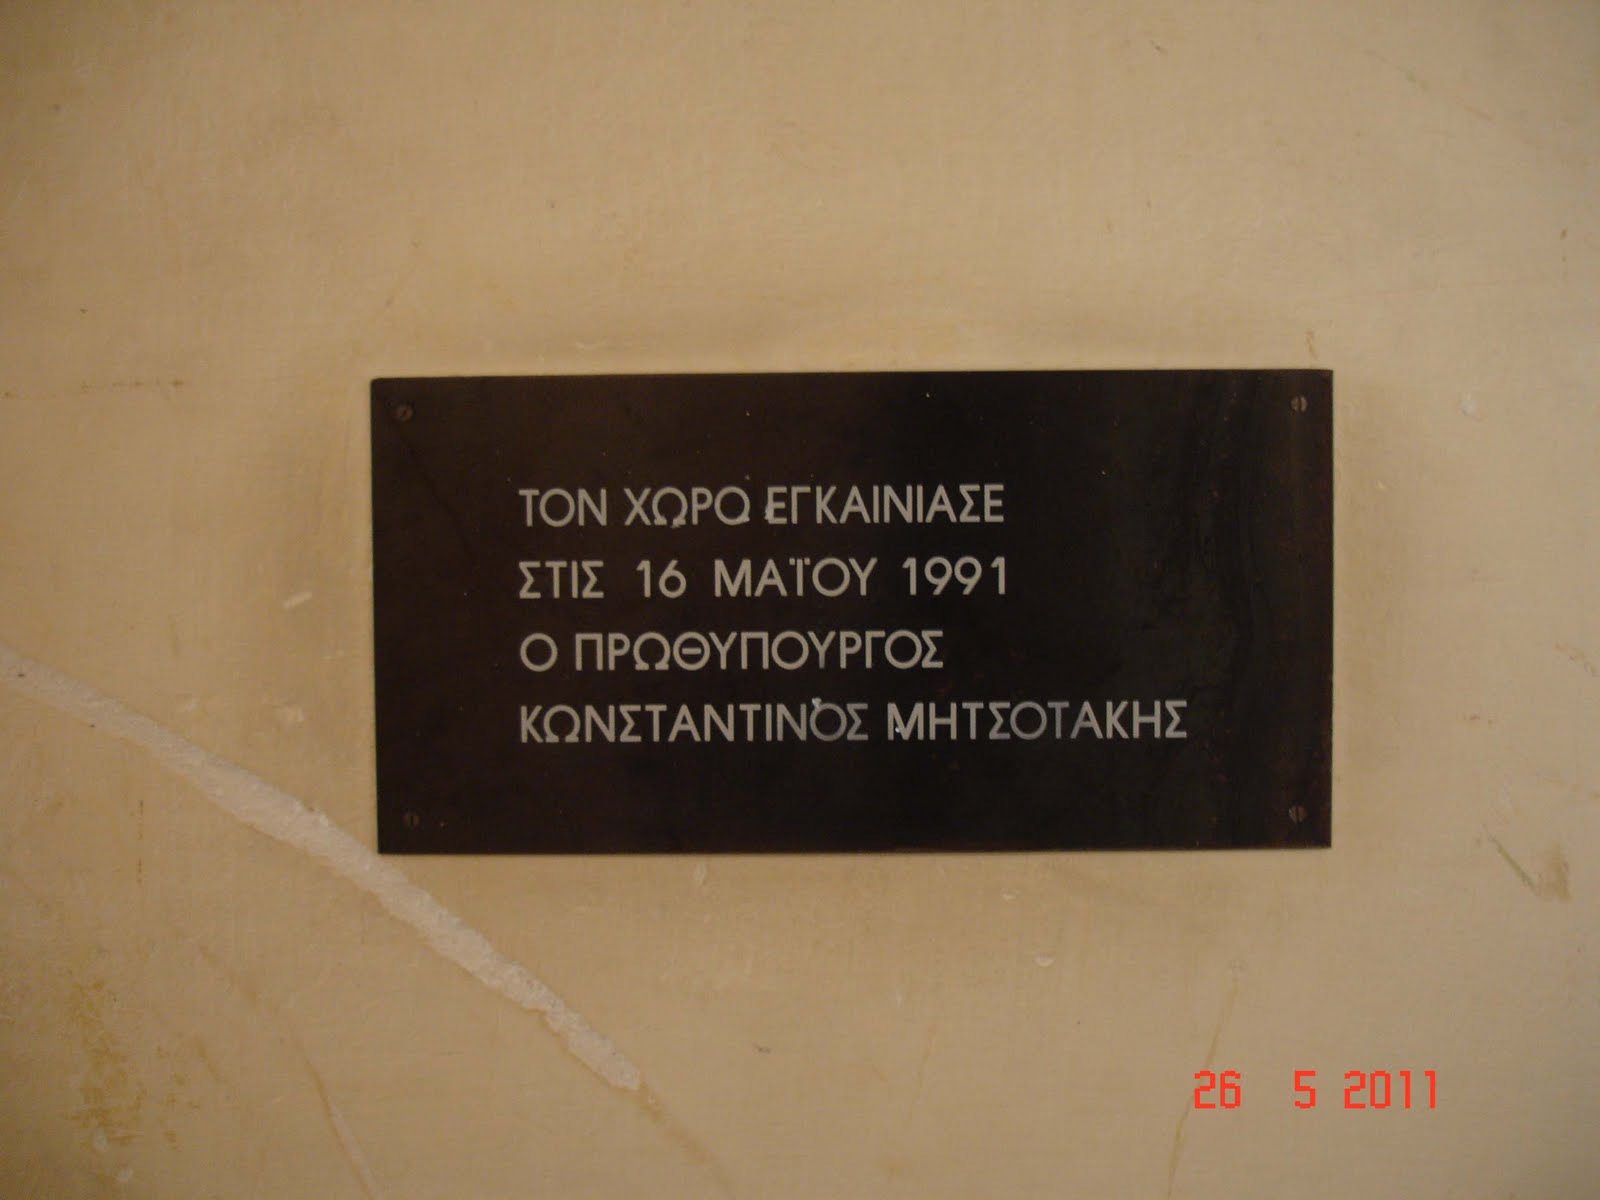 ΤΟΝ ΧΩΡΟ ΕΓΚΑΙΝΙΑΣΕ
ΣΤΙΣ 16 ΜΑΪΟΥ 1991
Ο ΠΡΩΘΥΠΟΥΡΓΟΣ
ΚΩΝΣΤΑΝΤΙΝΟΣ ΜΗΤΣΟΤΑΚΗΣ
26 5 2011